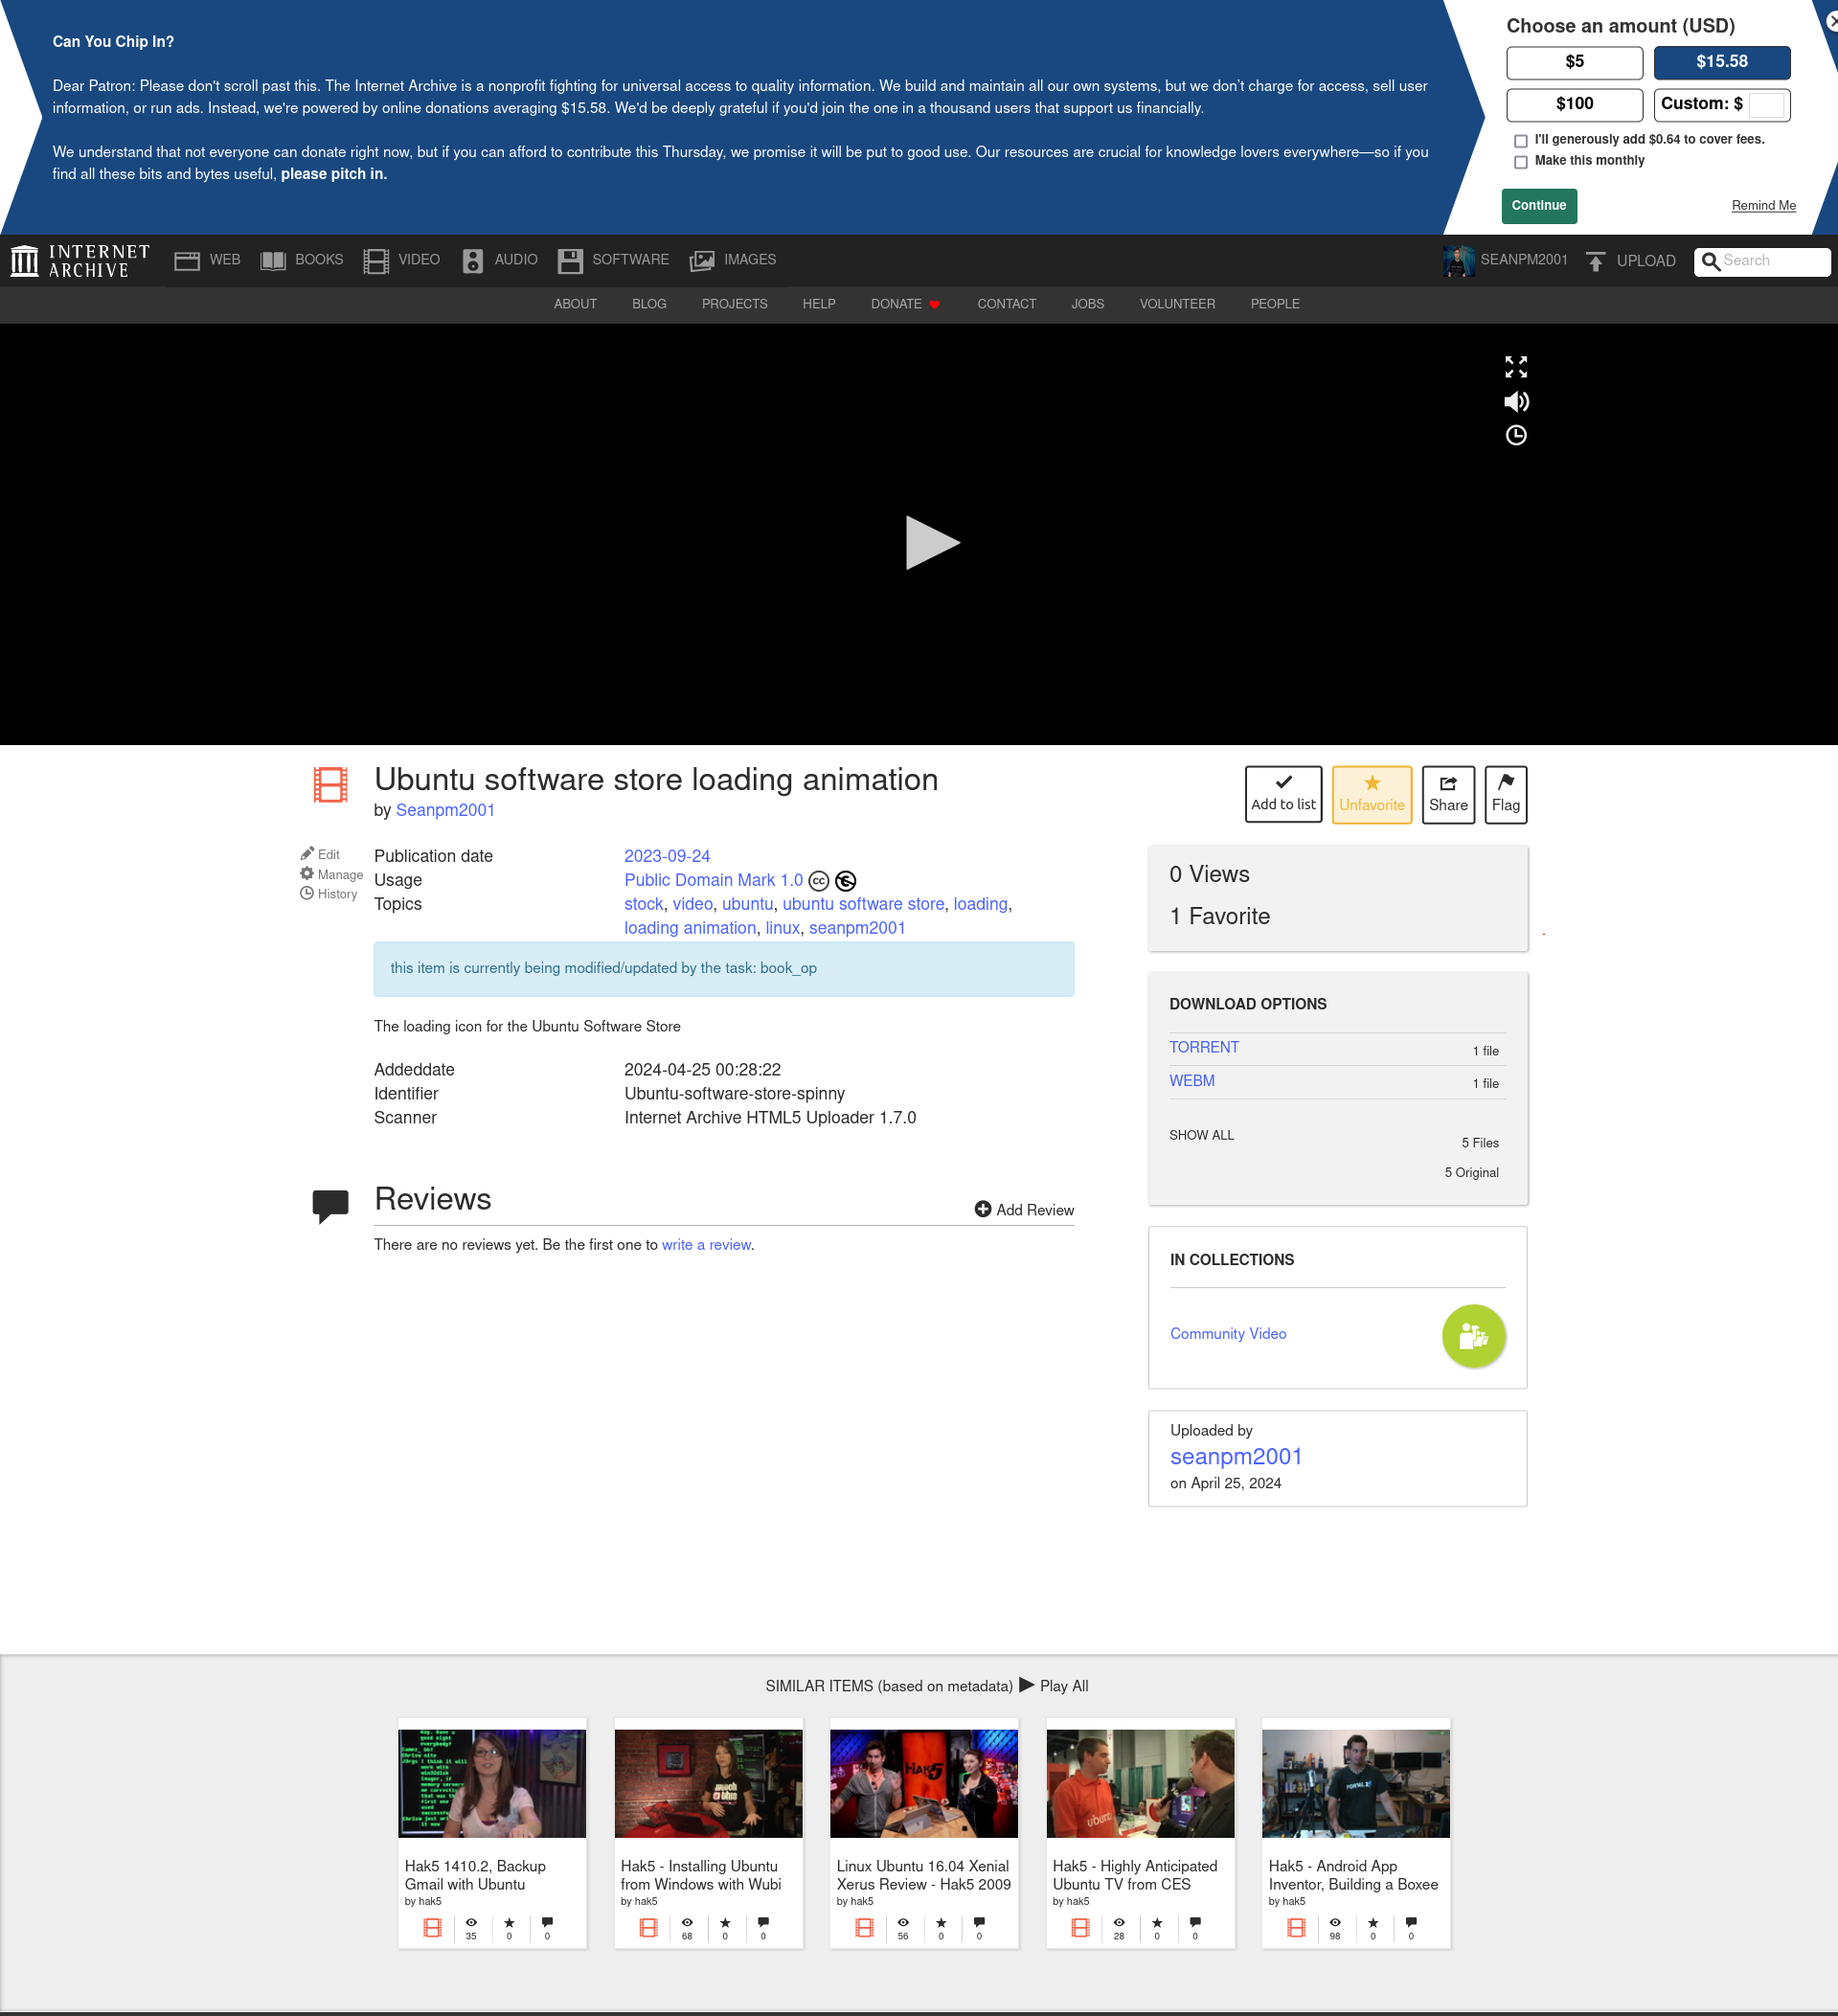 Can You Chip In?
Dear Patron: Please don't scroll past this. The Internet Archive is a nonprofit fighting for universal access to quality information. We build and maintain all our own systems, but we don't charge for access, sell user
information, or run ads. Instead, we're powered by online donations averaging $15.58. We'd be deeply grateful if you'd join the one in a thousand users that support us financially.
We understand that not everyone can donate right now, but if you can afford to contribute this Thursday, we promise it will be put to good use. Our resources are crucial for knowledge lovers everywhere—so if you
find all these bits and bytes useful, please pitch in.
Choose an amount (USD)
$5 $15.58
$100 Custom: $
I'll generously add $0.64 to cover fees.
Make this monthly
Continue Remind Me
INTERNET
ARCHIVE
WEB BOOKS VIDEO AUDIO SOFTWARE IMAGES SEANPM2001 UPLOAD Search
ABOUT BLOG PROJECTS HELP DONATE CONTACT JOBS VOLUNTEER PEOPLE
Ubuntu software store loading animation
by Seanpm2001
Add to list Unfavorite Share Flag
Edit
Manage
History
Publication date 2023-09-24
Usage Public Domain Mark 1.0 cc
Topics stock, video, ubuntu, ubuntu software store, loading,
loading animation, linux, seanpm2001
this item is currently being modified/updated by the task: book_op
The loading icon for the Ubuntu Software Store
Addeddate 2024-04-25 00:28:22
Identifier Ubuntu-software-store-spinny
Scanner Internet Archive HTML5 Uploader 1.7.0
Reviews
Add Review
There are no reviews yet. Be the first one to write a review.
0 Views
1 Favorite
DOWNLOAD OPTIONS
TORRENT 1 file
WEBM 1 file
SHOW ALL 5 Files
5 Original
IN COLLECTIONS
Community Video
Uploaded by
seanpm2001
on April 25, 2024
SIMILAR ITEMS (based on metadata) Play All
HAK5
ubuntu
PORTAL 2
Hak5 1410.2, Backup
Gmail with Ubuntu
by hak5
35 0 0
Hak5 - Installing Ubuntu
from Windows with Wubi
by hak5
68 0 0
Linux Ubuntu 16.04 Xenial
Xerus Review - Hak5 2009
by hak5
56 0 0
Hak5 - Highly Anticipated
Ubuntu TV from CES
by hak5
28 0 0
Hak5 - Android App
Inventor, Building a Boxee
by hak5
98 0 0